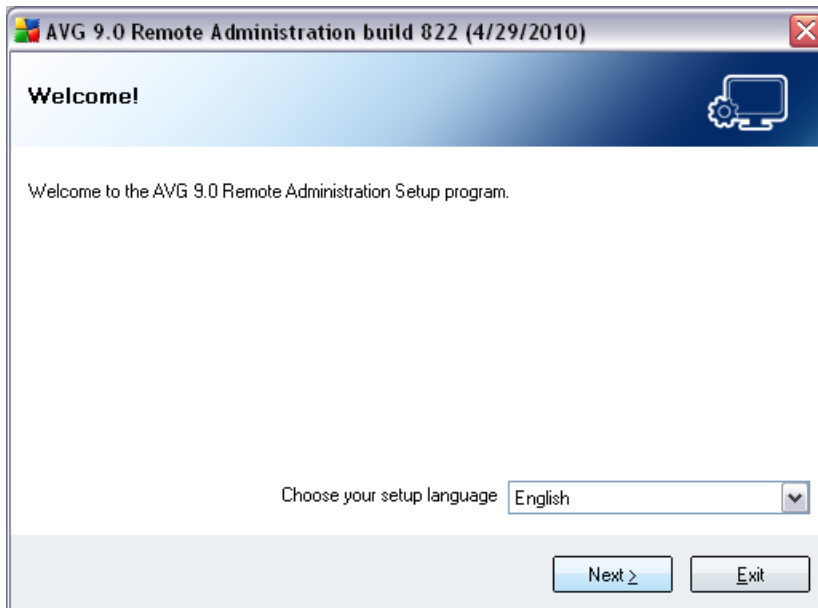 AVG 9.0 Remote Administration build 822 (4/29/2010)
Welcome!
Welcome to the AVG 9.0 Remote Administration Setup program.
Choose your setup language English
Next > Exit